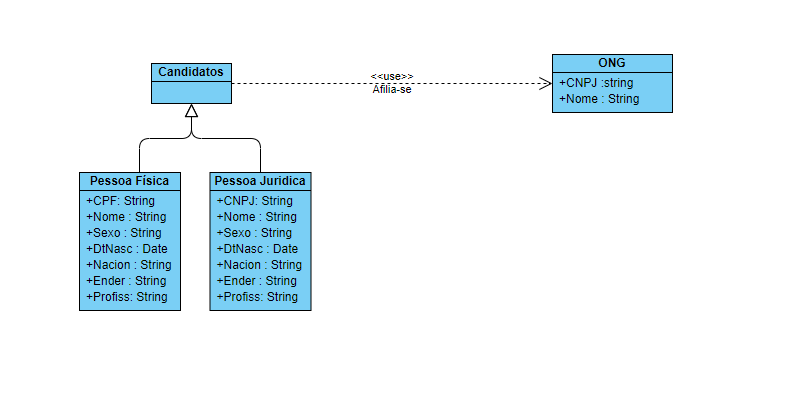 Candidatos
<<use>>
Afilia-se
ONG
+CNPJ :string
+Nome : String
Pessoa Física
+CPF: String
+Nome : String
+Sexo : String
+DtNasc : Date
+Nacion : String
+Ender : String
+Profiss: String
Pessoa Juridica
+CNPJ: String
+Nome : String
+Sexo : String
+DtNasc : Date
+Nacion : String
+Ender : String
+Profiss: String